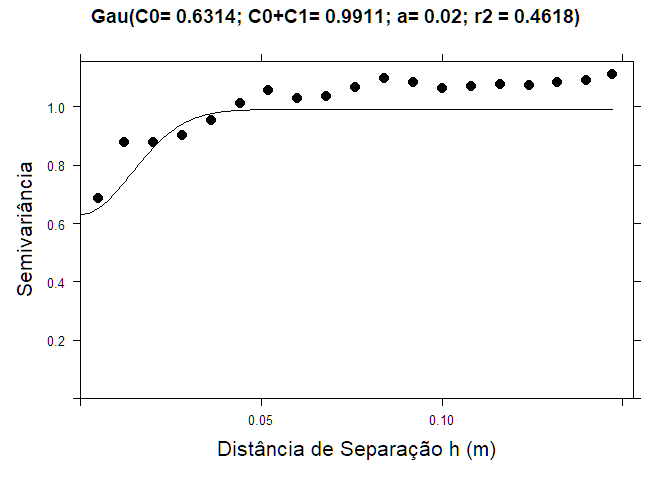 Gau(C0= 0.6314; C0+C1= 0.9911; a= 0.02; r2 = 0.4618)
1.0
0.8
0.6
0.4
0.2
Semivariância
0.05
0.10
Distância de Separação h (m)